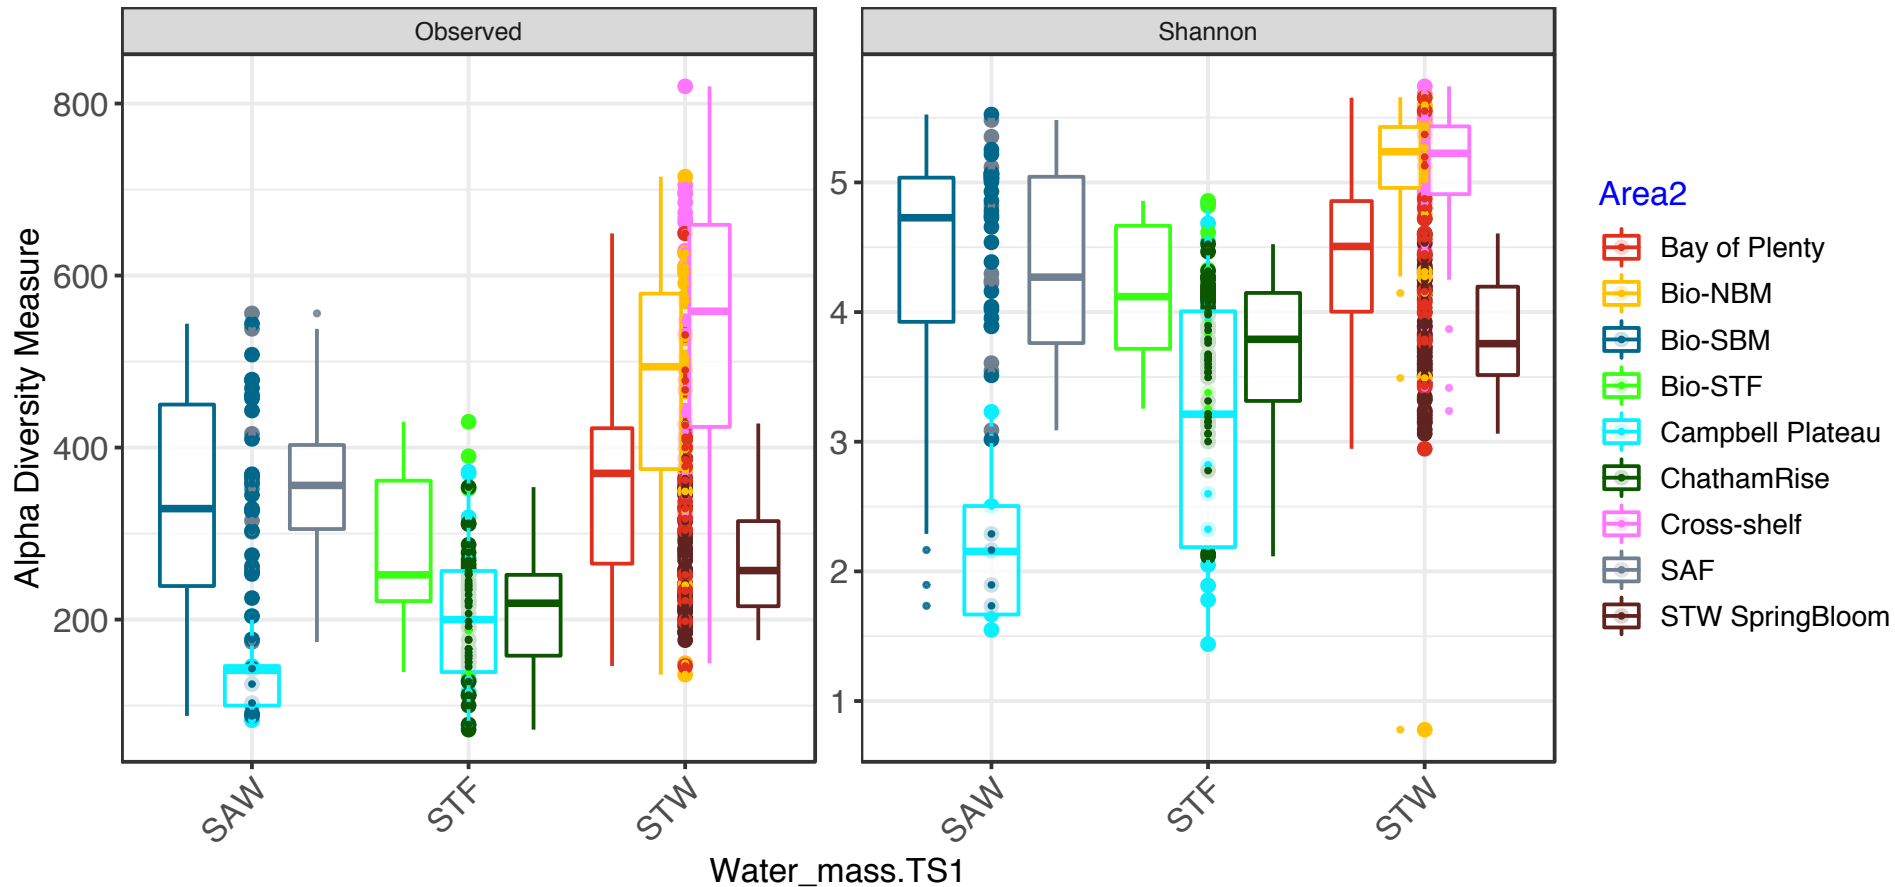 Observed
Shannon
Alpha Diversity Measure
800
600
400
200
5
4
3
2
1
SAW
STF
STW
SAW
STF
STW
Water_mass.TS1
Area2
Bay of Plenty
Bio-NBM
Bio-SBM
Bio-STF
Campbell Plateau
ChathamRise
Cross-shelf
SAF
STW SpringBloom